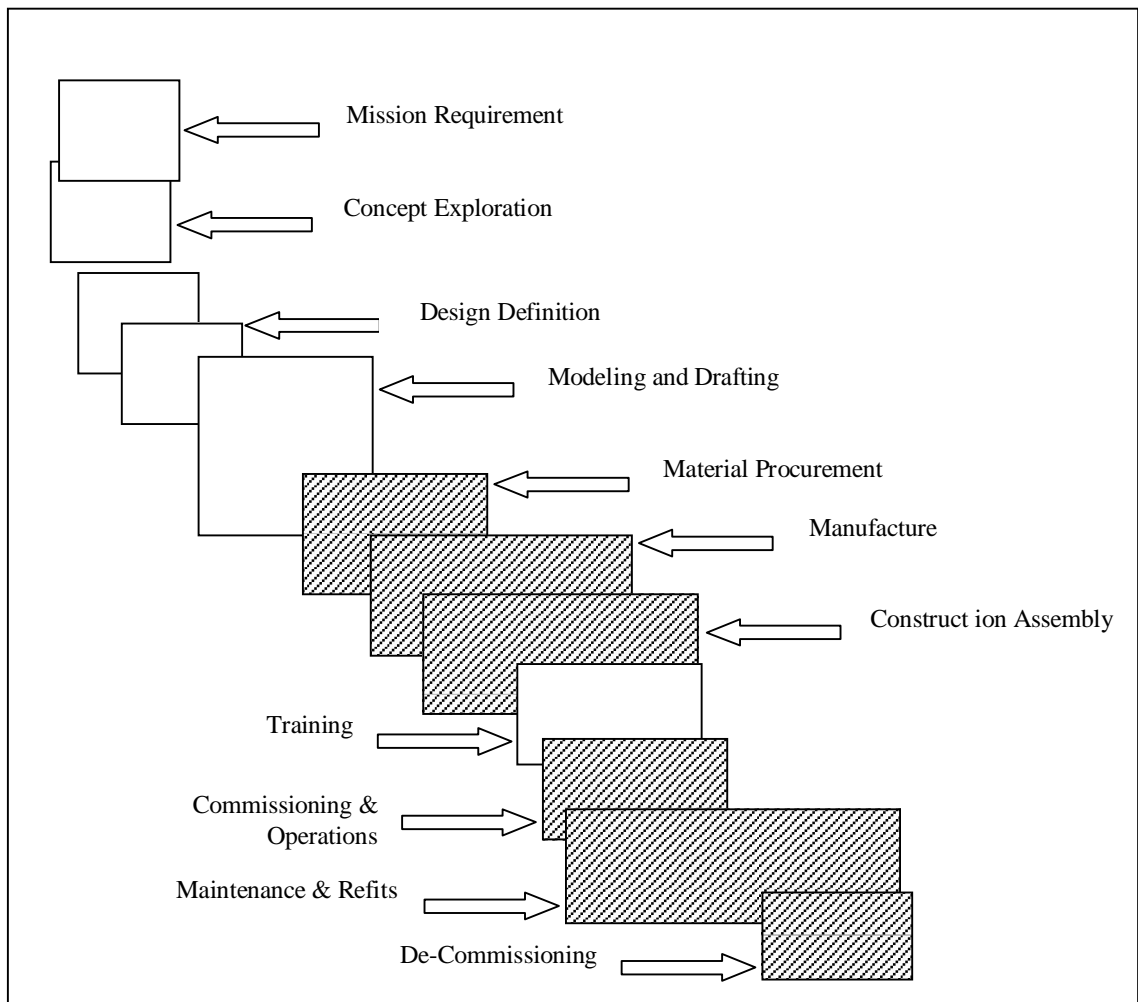 Mission Requirement
Concept Exploration
Design Definition
Modeling and Drafting
Material Procurement
Manufacture
Construct ion Assembly
Training
Commissioning &
Operations
Maintenance & Refits
De-Commissioning